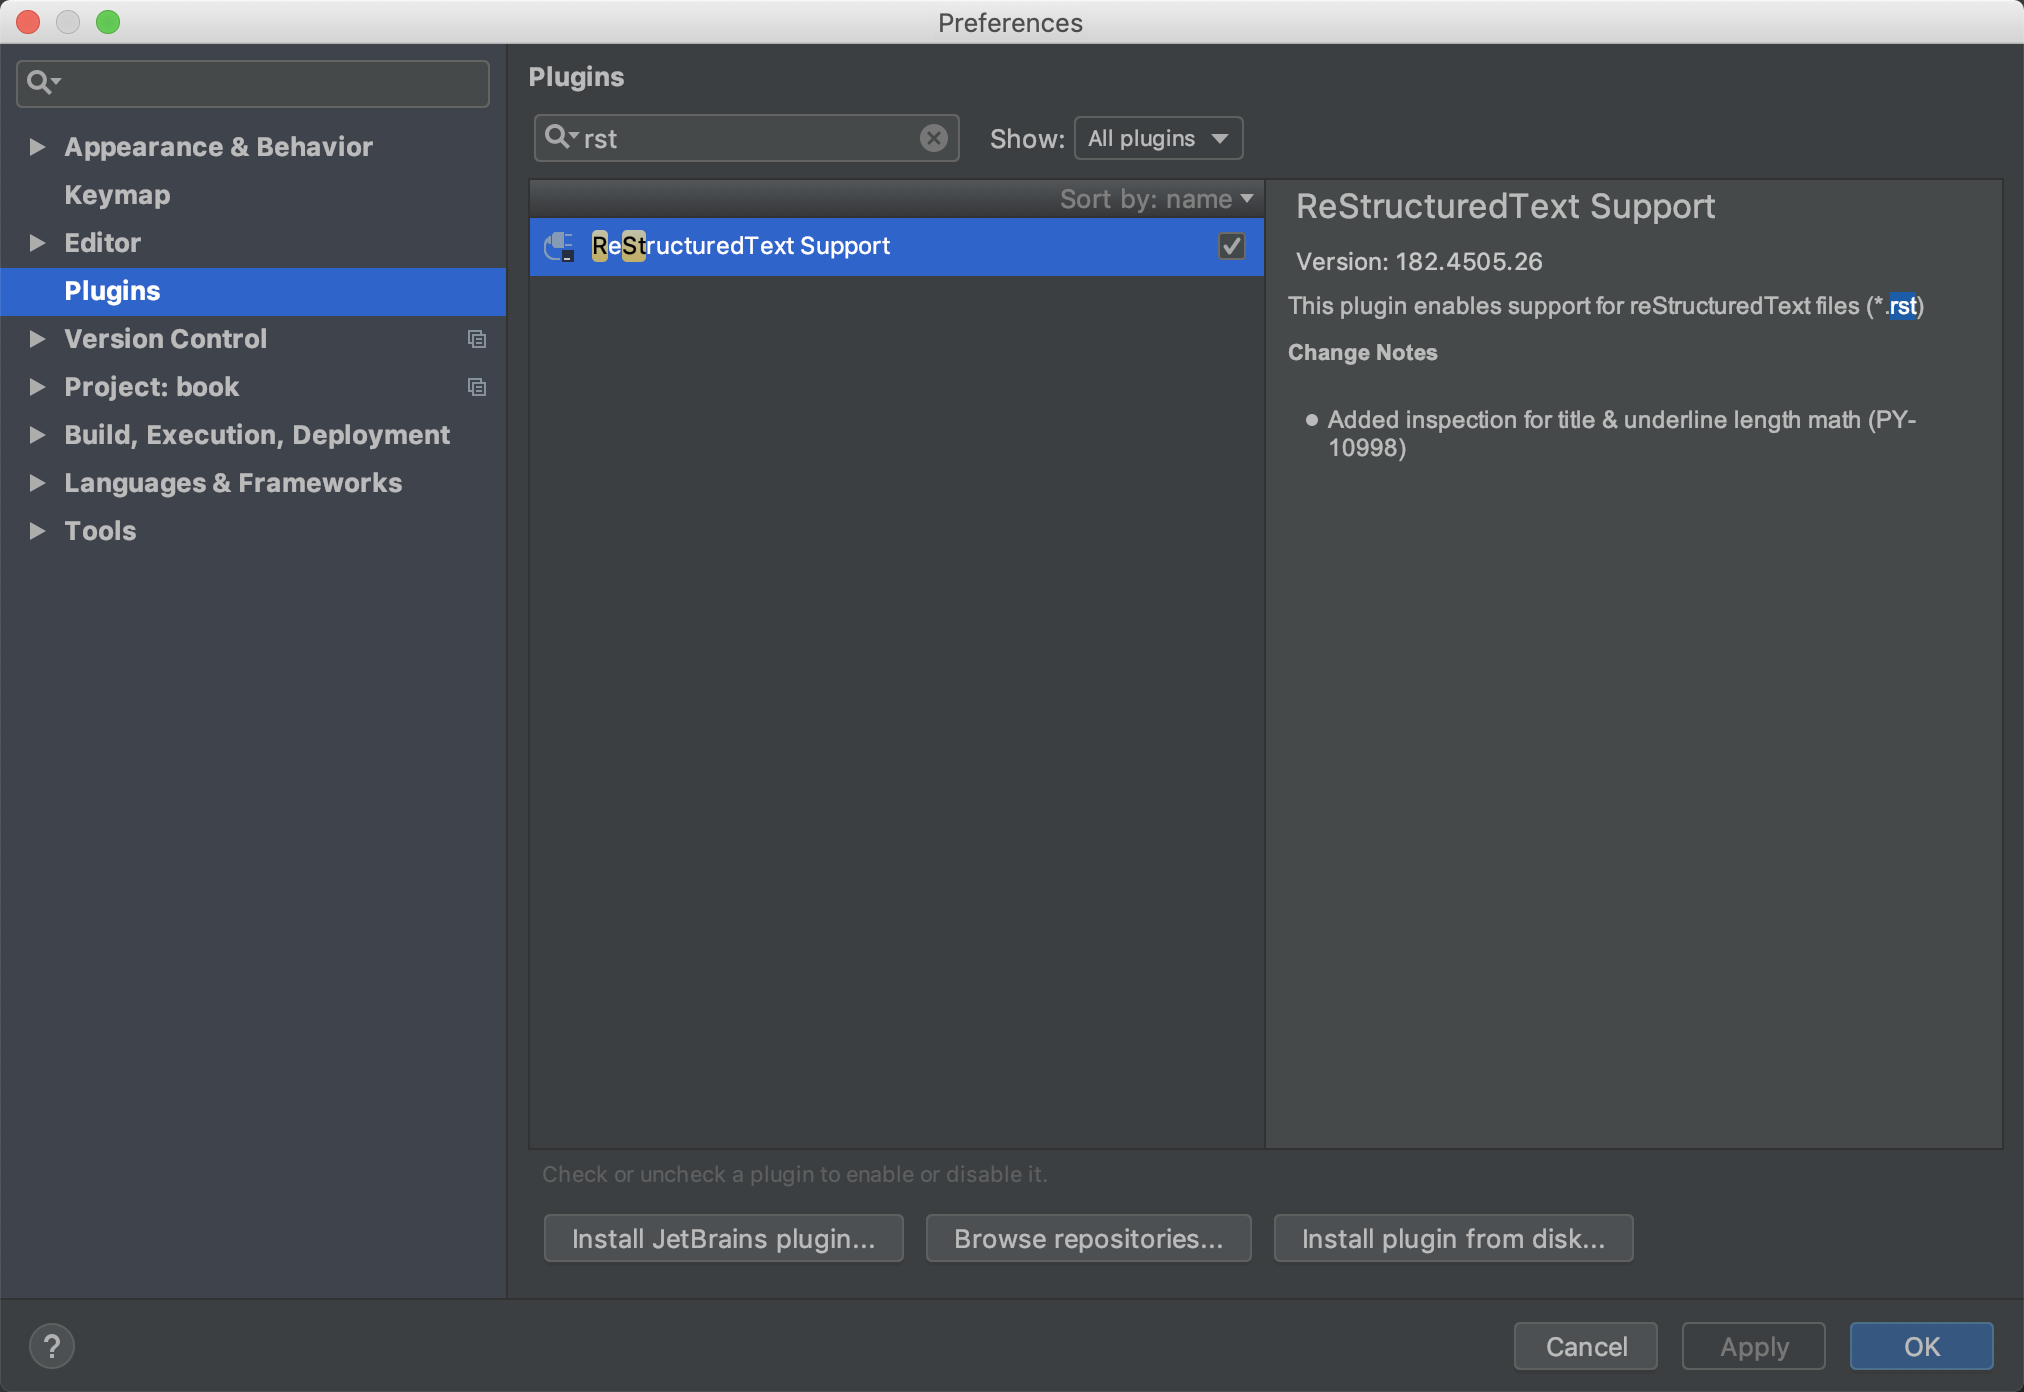 Preferences
Appearance & Behavior
Keymap
Editor
Plugins
Version Control
Project: book
Build, Execution, Deployment
Languages & Frameworks
Tools
Plugins
rst
Show: All plugins
Sort by: name
ReStructuredText Support
ReStructuredText Support
Version: 182.4505.26
This plugin enables support for reStructuredText files (*.rst)
Change Notes
Added inspection for title & underline length math (PY-
10998)
Check or uncheck a plugin to enable or disable it.
Install JetBrains plugin...
Browse repositories...
Install plugin from disk...
?
Cancel
Apply
OK